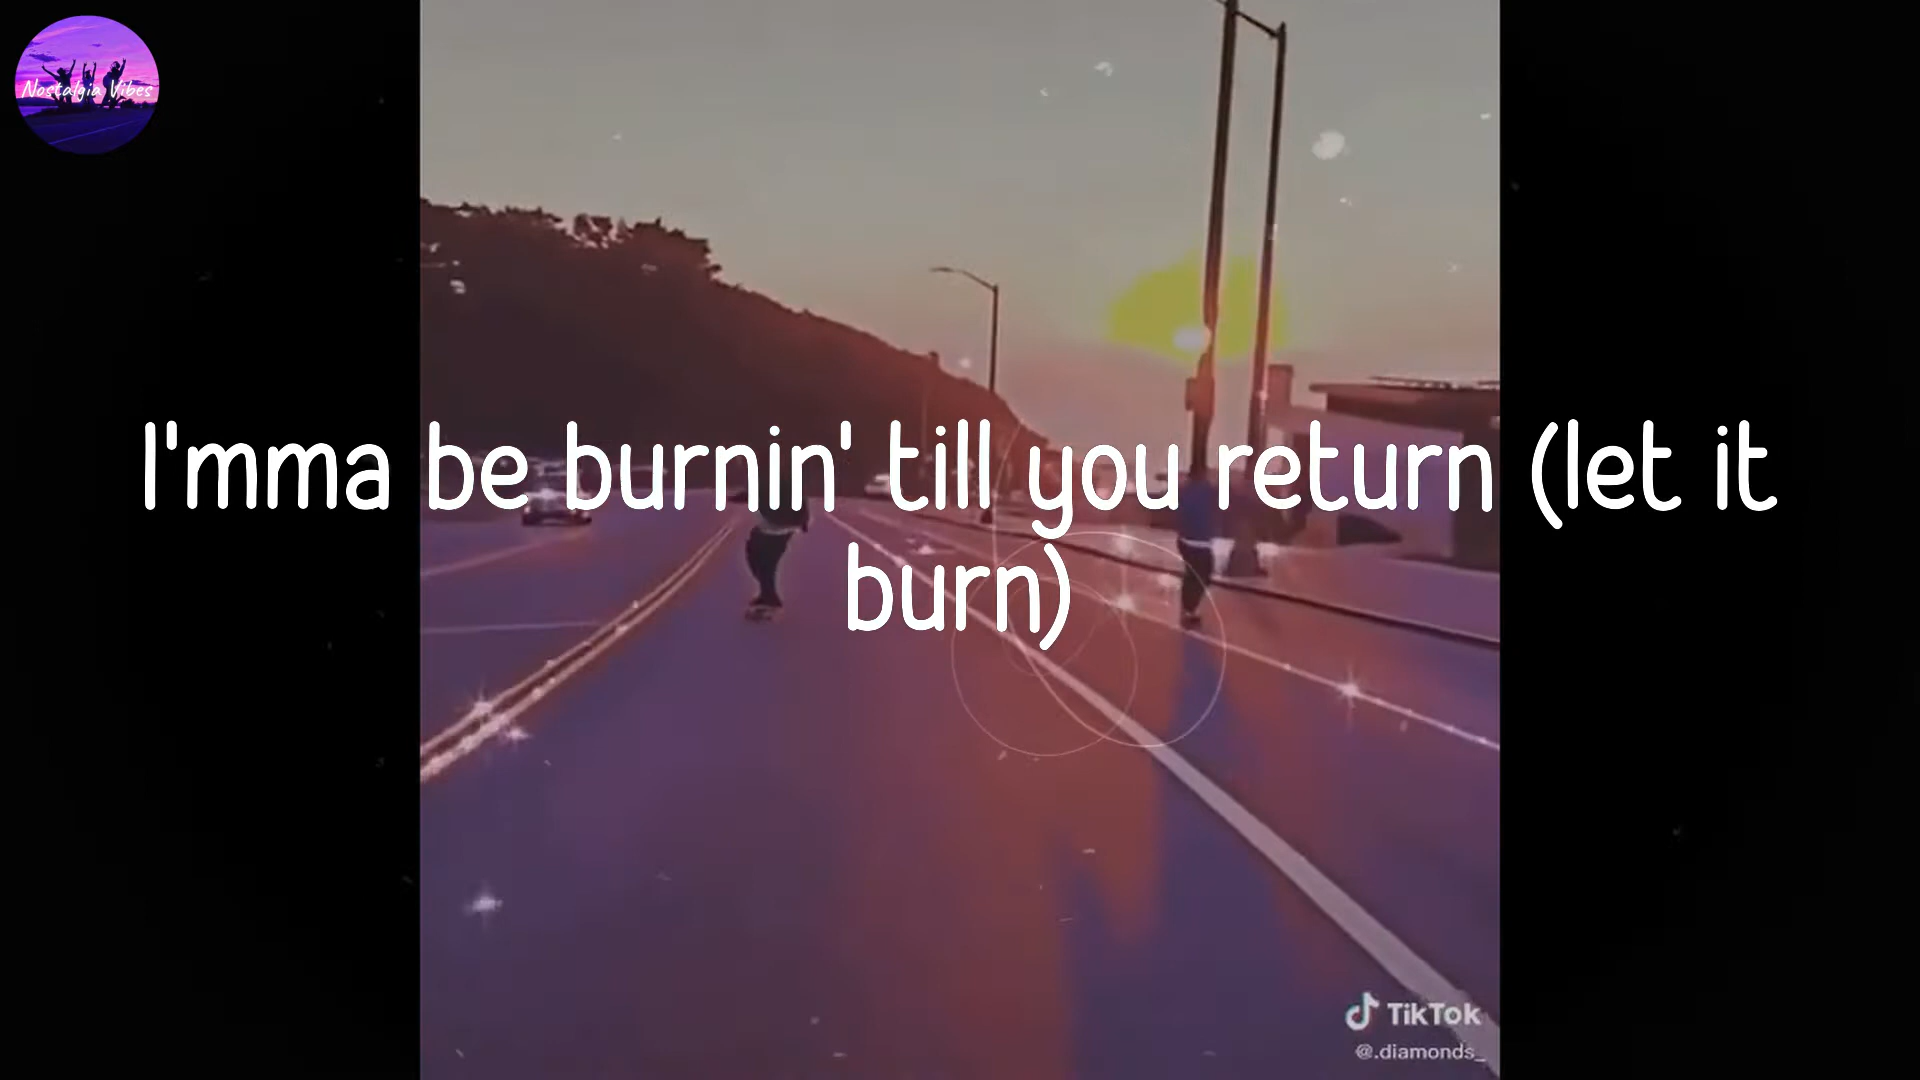 Nostalgia Vibes
I'mma be burnin' till you return (let it
burn)
TikTok
@.diamonds_